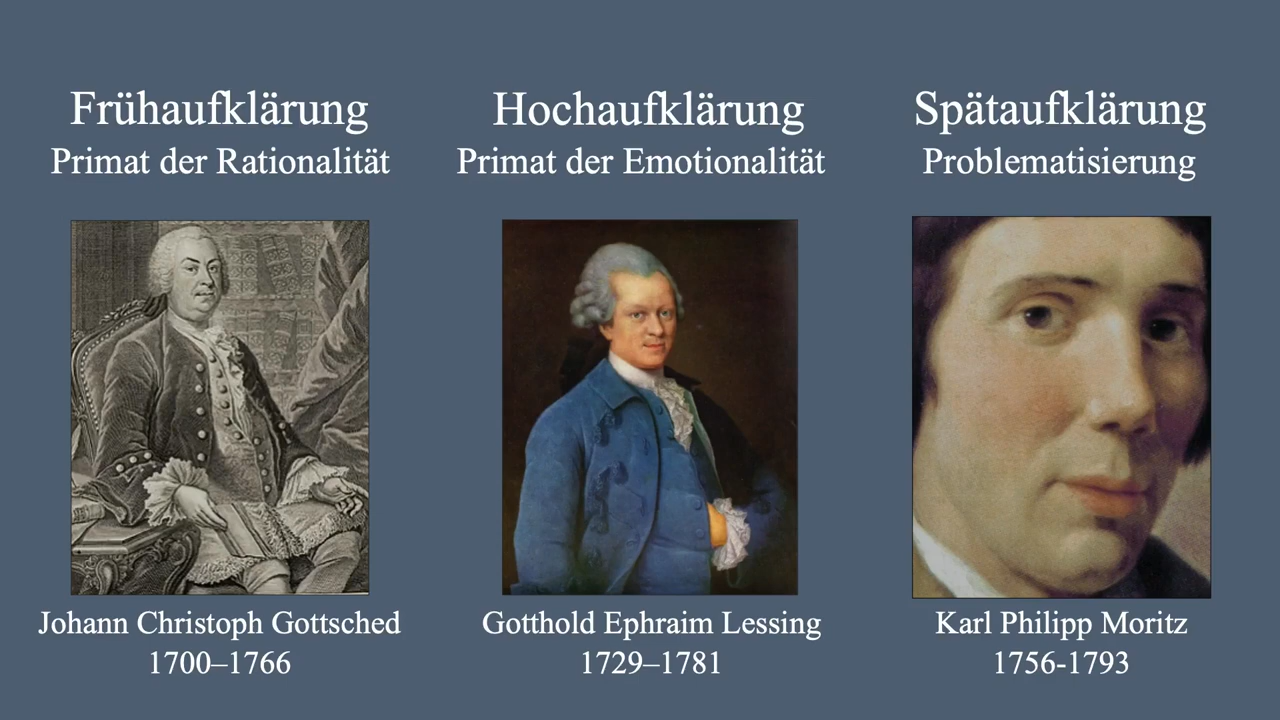 Frühaufklärung
Primat der Rationalität
Johann Christoph Gottsched
1700–1766
Hochaufklärung
Primat der Emotionalität
Gotthold Ephraim Lessing
1729–1781
Spätaufklärung
Problematisierung
Karl Philipp Moritz
1756-1793